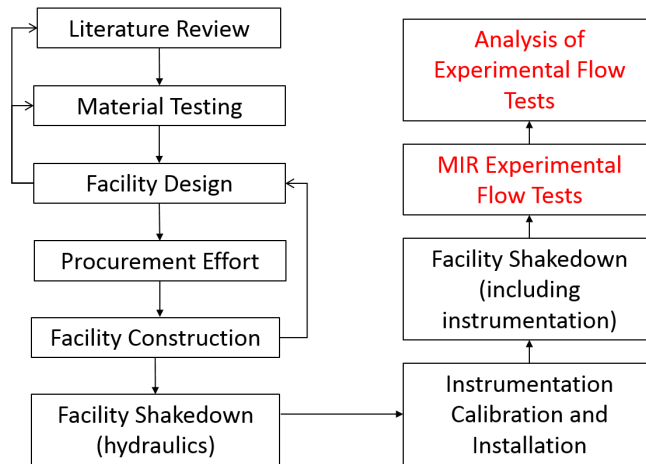 Literature Review
Material Testing
Facility Design
Procurement Effort
Facility Construction
Facility Shakedown
(hydraulics)
Instrumentation
Calibration and
Installation
Facility Shakedown
(including
instrumentation)
MIR Experimental
Flow Tests
Analysis of
Experimental Flow
Tests